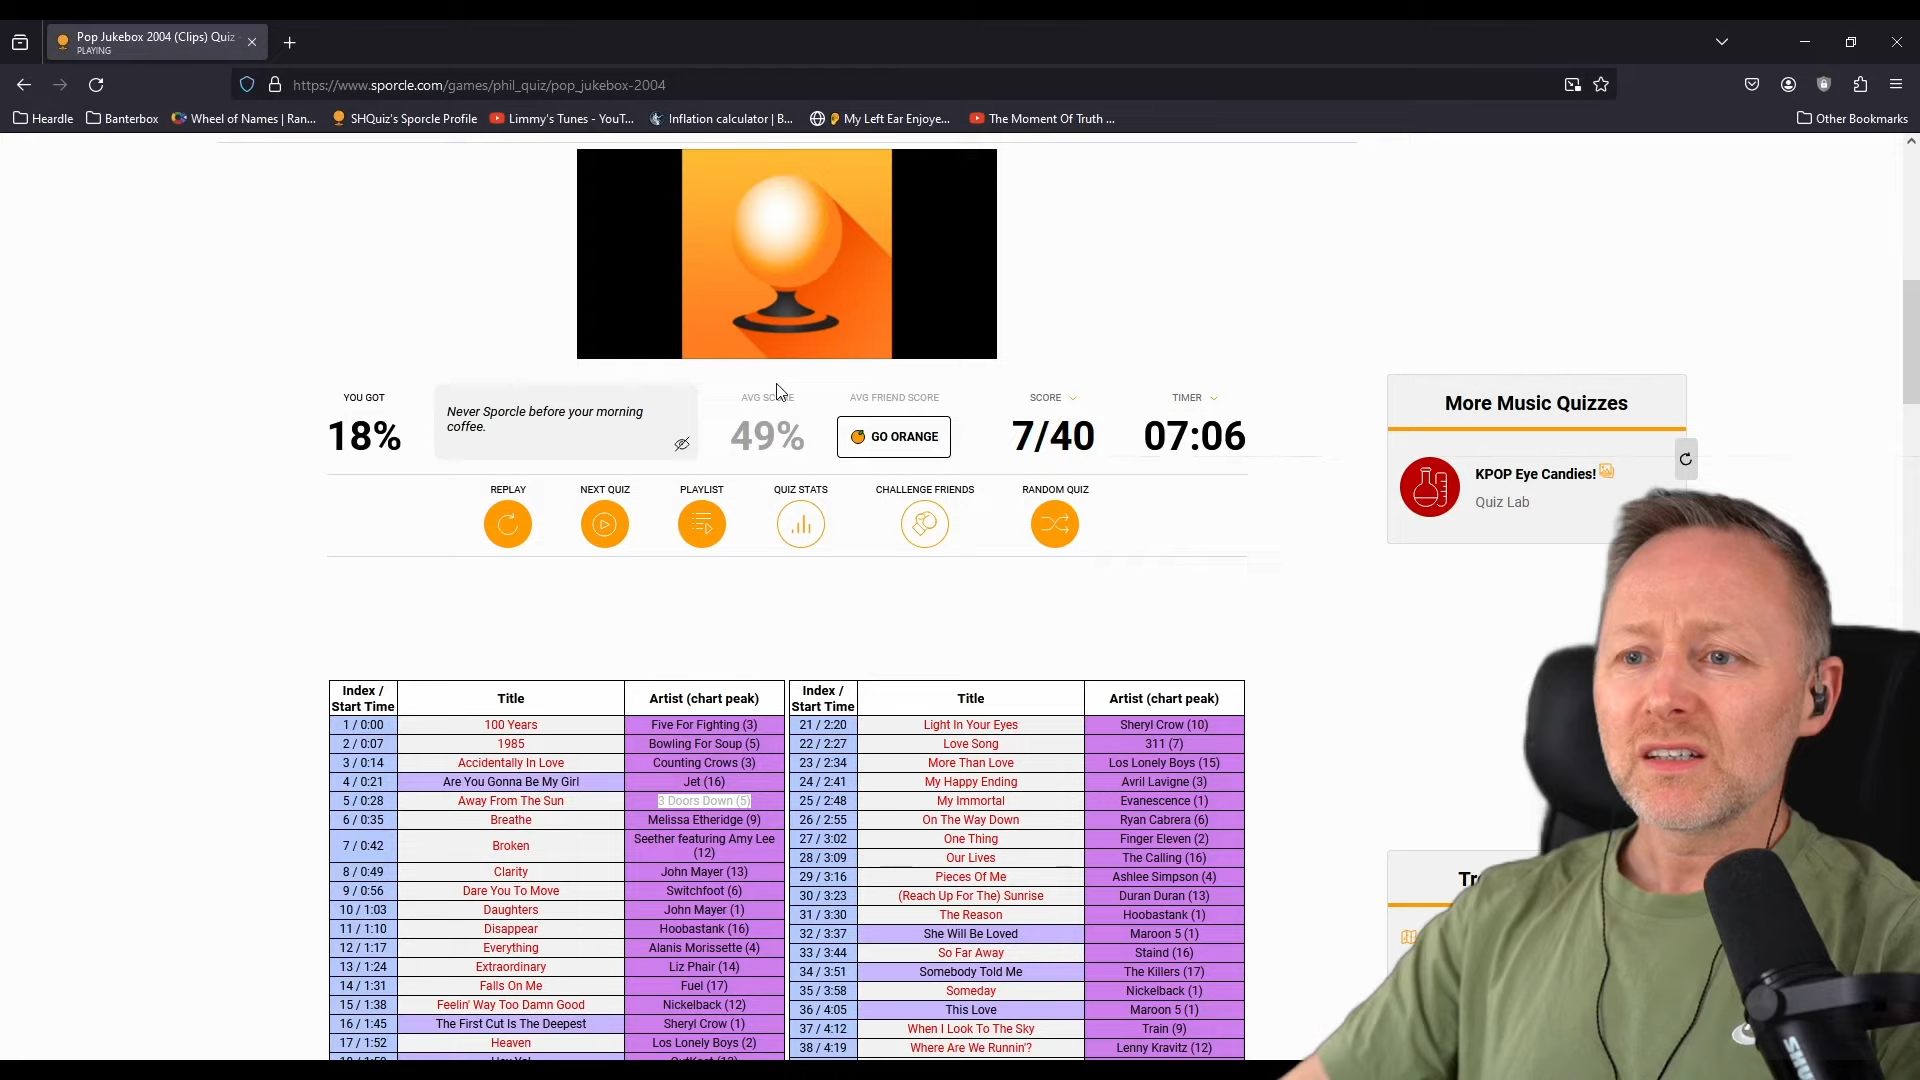 Pop Jukebox 2004 (Clips) Quiz
PLAYING
https://www.sporcle.com/games/phil_quiz/pop_jukebox-2004
Heardle
Banterbox
Wheel of Names | Ran...
SHQuiz's Sporcle Profile
Limmy's Tunes - YouT...
Inflation calculator | B...
My Left Ear Enjoye...
The Moment Of Truth ...
Other Bookmarks
YOU GOT
18%
Never Sporcle before your morning
coffee.
AVG SCORE
49%
AVG FRIEND SCORE
GO ORANGE
SCORE
7/40
TIMER
07:06
REPLAY
NEXT QUIZ
PLAYLIST
QUIZ STATS
CHALLENGE FRIENDS
RANDOM QUIZ
More Music Quizzes
KPOP Eye Candies!
Quiz Lab
Index / Start Time Title Artist (chart peak)
1 / 0:00 100 Years Five For Fighting (3)
2 / 0:07 1985 Bowling For Soup (5)
3 / 0:14 Accidentally In Love Counting Crows (3)
4 / 0:21 Are You Gonna Be My Girl Jet (16)
5 / 0:28 Away From The Sun 3 Doors Down (5)
6 / 0:35 Breathe Melissa Etheridge (9)
7 / 0:42 Broken Seether featuring Amy Lee (12)
8 / 0:49 Clarity John Mayer (13)
9 / 0:56 Dare You To Move Switchfoot (6)
10 / 1:03 Daughters John Mayer (1)
11 / 1:10 Disappear Hoobastank (16)
12 / 1:17 Everything Alanis Morissette (4)
13 / 1:24 Extraordinary Liz Phair (14)
14 / 1:31 Falls On Me Fuel (17)
15 / 1:38 Feelin' Way Too Damn Good Nickelback (12)
16 / 1:45 The First Cut Is The Deepest Sheryl Crow (1)
17 / 1:52 Heaven Los Lonely Boys (2)
Index / Start Time Title Artist (chart peak)
21 / 2:20 Light In Your Eyes Sheryl Crow (10)
22 / 2:27 Love Song 311 (7)
23 / 2:34 More Than Love Los Lonely Boys (15)
24 / 2:41 My Happy Ending Avril Lavigne (3)
25 / 2:48 My Immortal Evanescence (1)
26 / 2:55 On The Way Down Ryan Cabrera (6)
27 / 3:02 One Thing Finger Eleven (2)
28 / 3:09 Our Lives The Calling (16)
29 / 3:16 Pieces Of Me Ashlee Simpson (4)
30 / 3:23 (Reach Up For The) Sunrise Duran Duran (13)
31 / 3:30 The Reason Hoobastank (1)
32 / 3:37 She Will Be Loved Maroon 5 (1)
33 / 3:44 So Far Away Staind (16)
34 / 3:51 Somebody Told Me The Killers (17)
35 / 3:58 Someday Nickelback (1)
36 / 4:05 This Love Maroon 5 (1)
37 / 4:12 When I Look To The Sky Train (9)
38 / 4:19 Where Are We Runnin'? Lenny Kravitz (12)